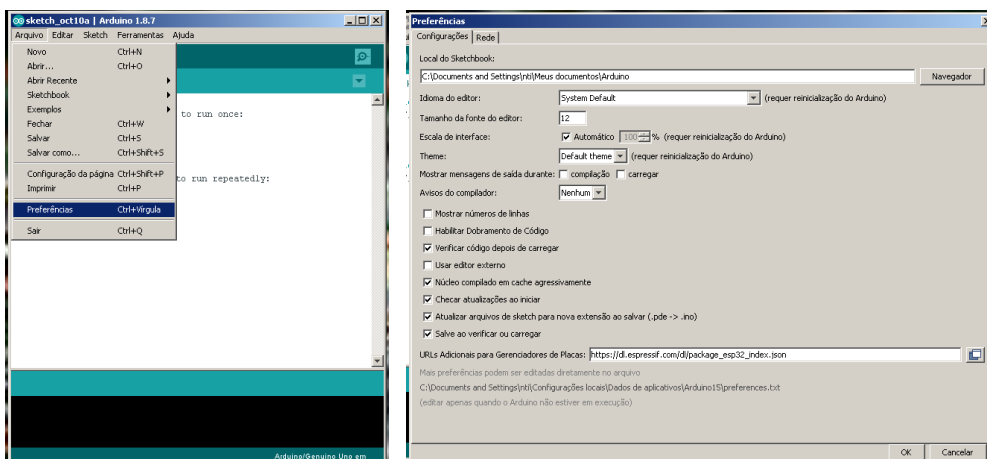 sketch_oct10a | Arduino 1.8.7
Arquivo Editar Sketch Ferramentas Ajuda
Novo Ctrl+N
Abrir... Ctrl+O
Abrir Recente
Sketchbook
Exemplos
Fechar Ctrl+W
Salvar Ctrl+S
Salvar como... Ctrl+Shift+S
Configuração da página Ctrl+Shift+P
Imprimir Ctrl+P
Preferências Ctrl+Vírgula
Sair Ctrl+Q
to run once:
to run repeatedly:
Arduino/Genuino Uno em
Preferências
Configurações Rede
Local do Sketchbook:
C:\Documents and Settings\nti\Meus documentos\Arduino Navegador
Idioma do editor: System Default (requer reinicialização do Arduino)
Tamanho da fonte do editor: 12
Escala de interface: Automático 100 % (requer reinicialização do Arduino)
Theme: Default theme (requer reinicialização do Arduino)
Mostrar mensagens de saída durante: compilação carregar
Avisos do compilador: Nenhum
Mostrar números de linhas
Habilitar Dobramento de Código
Verificar código depois de carregar
Usar editor externo
Núcleo compilado em cache agressivamente
Checar atualizações ao iniciar
Atualizar arquivos de sketch para nova extensão ao salvar (.pde -> .ino)
Salve ao verificar ou carregar
URLs Adicionais para Gerenciadores de Placas: https://dl.espressif.com/dl/package_esp32_index.json
Mais preferências podem ser editadas diretamente no arquivo
C:\Documents and Settings\nti\Configurações locais\Dados de aplicativos\Arduino15\preferences.txt
(editar apenas quando o Arduino não estiver em execução)
OK Cancelar